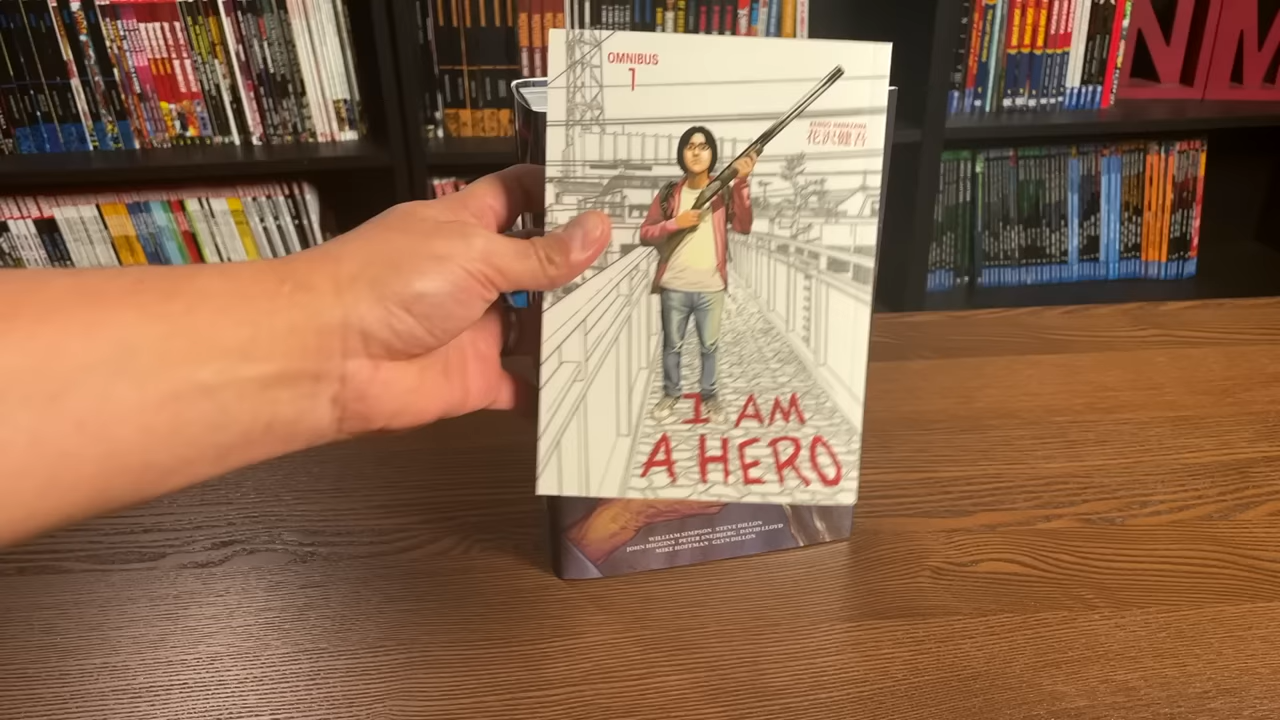 OMNIBUS
1
KENGO HANAZAWA
花沢健吾
I AM
A HERO
WILLIAM SIMPSON STEVE DILLON
JOHN HIGGINS PETER SNEJBJERG DAVID LLOYD
MIKE HOFFMAN GLYN DILLON
NM